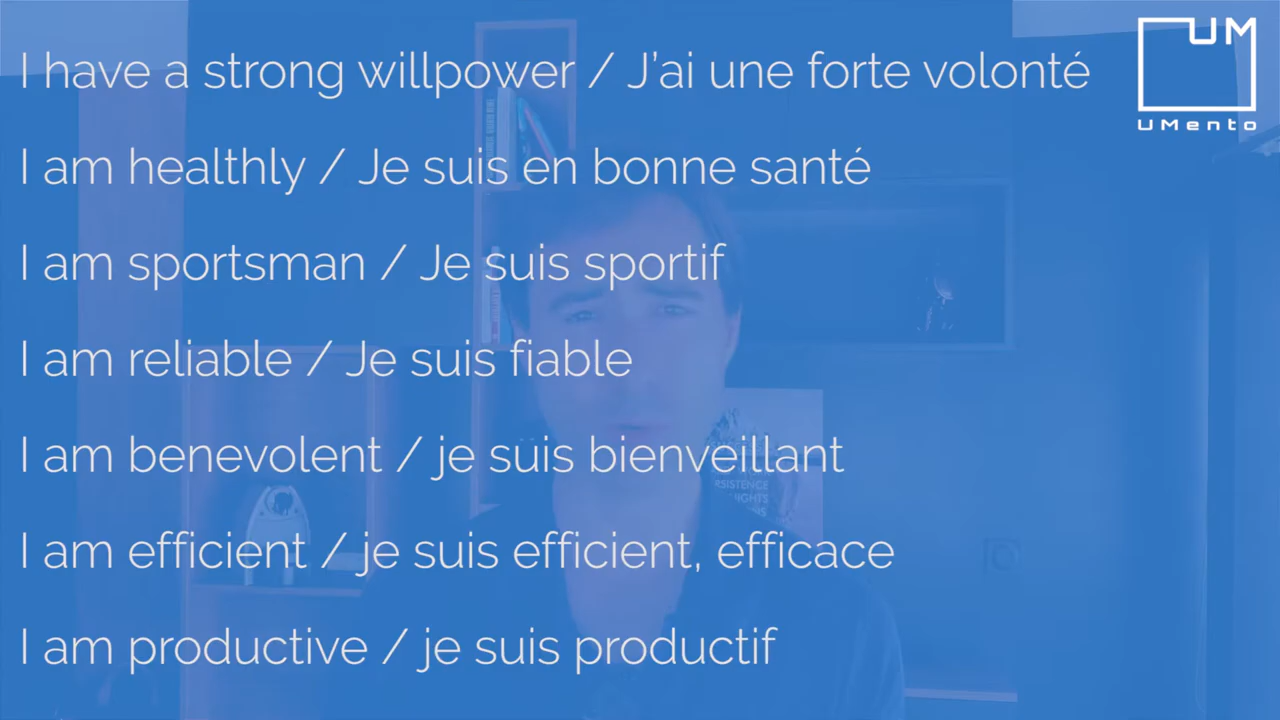 I have a strong willpower / J'ai une forte volonté
UM
UMento
I am healthly / Je suis en bonne santé
I am sportsman / Je suis sportif
I am reliable / Je suis fiable
I am benevolent / je suis bienveillant
RSISTENCE
I am efficient / je suis efficient, efficace
I am productive / je suis productif